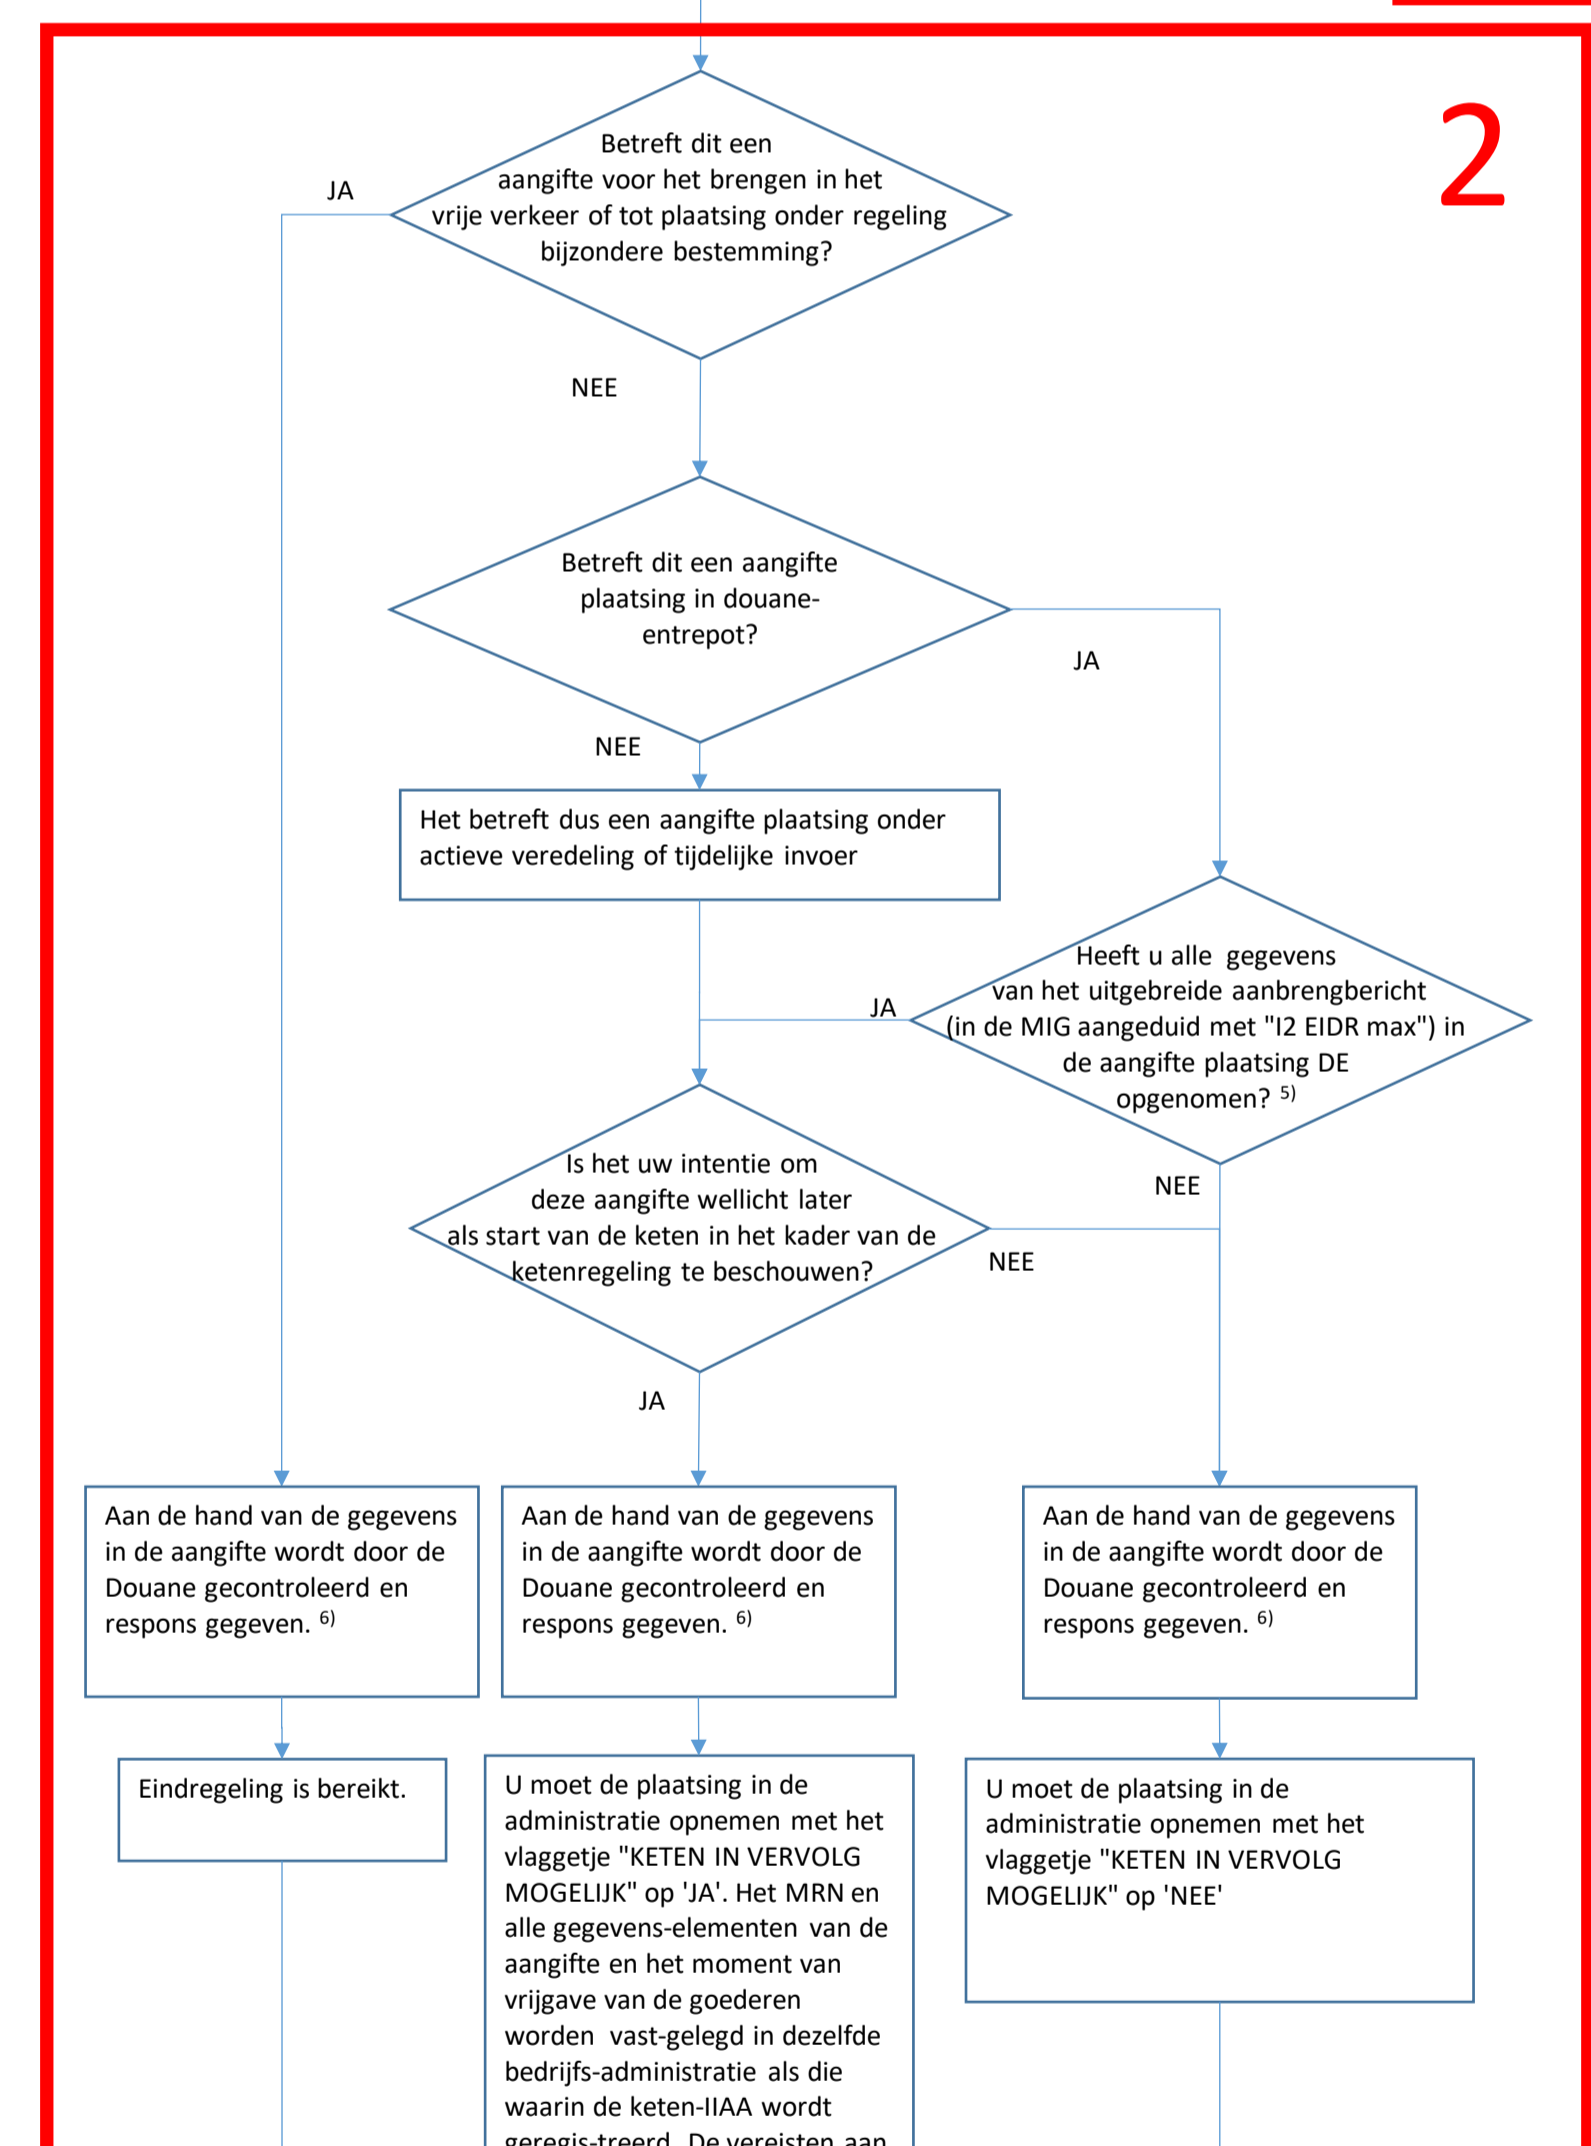 2
Betreft dit een
aangifte voor het brengen in het
vrije verkeer of tot plaatsing onder regeling
bijzondere bestemming?
JA
NEE
Betreft dit een aangifte
plaatsing in douane-
entrepot?
JA
NEE
Het betreft dus een aangifte plaatsing onder
actieve veredeling of tijdelijke invoer
Heeft u alle gegevens
van het uitgebreide aanbrengbericht
(in de MIG aangeduid met "I2 EIDR max") in
de aangifte plaatsing DE
opgenomen? 5)
JA
NEE
Is het uw intentie om
deze aangifte wellicht later
als start van de keten in het kader van de
ketenregeling te beschouwen?
NEE
JA
Aan de hand van de gegevens
in de aangifte wordt door de
Douane gecontroleerd en
respons gegeven. 6)
Aan de hand van de gegevens
in de aangifte wordt door de
Douane gecontroleerd en
respons gegeven. 6)
Aan de hand van de gegevens
in de aangifte wordt door de
Douane gecontroleerd en
respons gegeven. 6)
Eindregeling is bereikt.
U moet de plaatsing in de
administratie opnemen met het
vlaggetje "KETEN IN VERVOLG
MOGELIJK" op 'JA'. Het MRN en
alle gegevens-elementen van de
aangifte en het moment van
vrijgave van de goederen
worden vast-gelegd in dezelfde
bedrijfs-administratie als die
waarin de keten-IIAA wordt
geregis-treerd. De vereisten aan
U moet de plaatsing in de
administratie opnemen met het
vlaggetje "KETEN IN VERVOLG
MOGELIJK" op 'NEE'